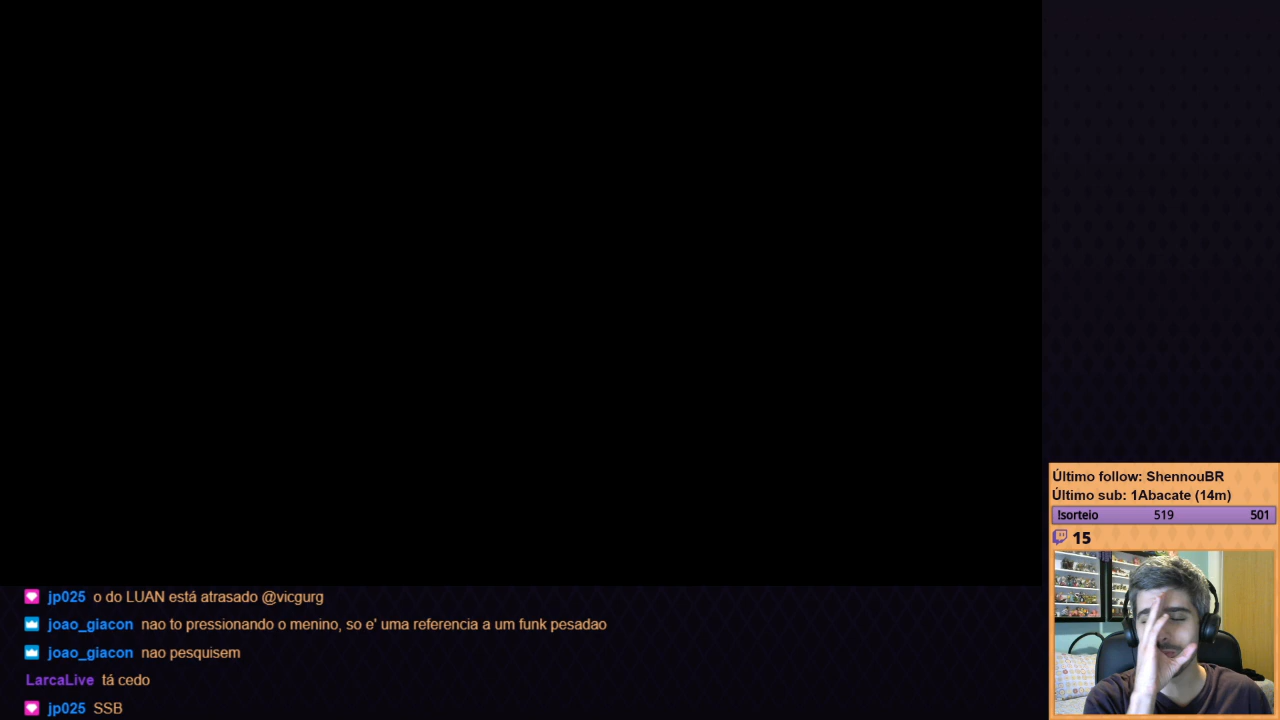 Último follow: ShennouBR
Último sub: 1Abacate (14m)
!sorteio 519 501
15
jp025 o do LUAN está atrasado @vicgurg
joao_giacon nao to pressionando o menino, so e' uma referencia a um funk pesadao
joao_giacon nao pesquisem
LarcaLive tá cedo
jp025 SSB